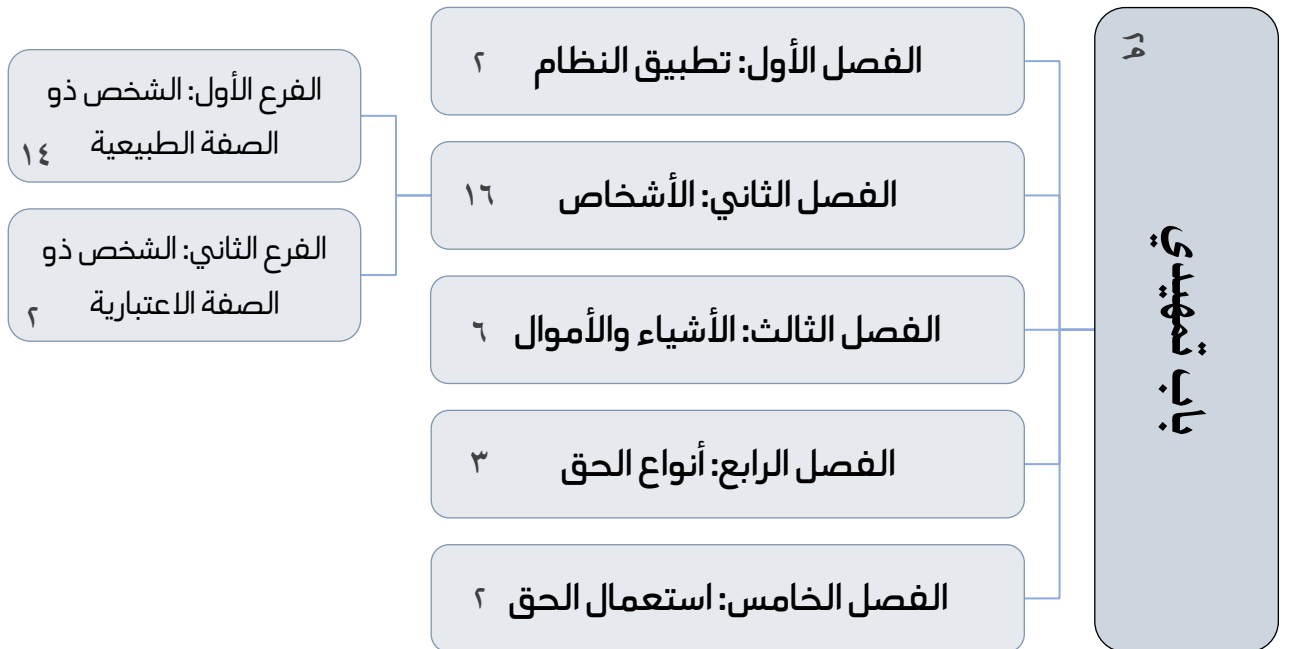 باب تمهيدي
٢٩
الفصل الأول: تطبيق النظام ٢
الفصل الثاني: الأشخاص ١٦
الفرع الأول: الشخص ذو
الصفة الطبيعية ١٤
الفرع الثاني: الشخص ذو
الصفة الاعتبارية ٢
الفصل الثالث: الأشياء والأموال ٦
الفصل الرابع: أنواع الحق ٣
الفصل الخامس: استعمال الحق ٢